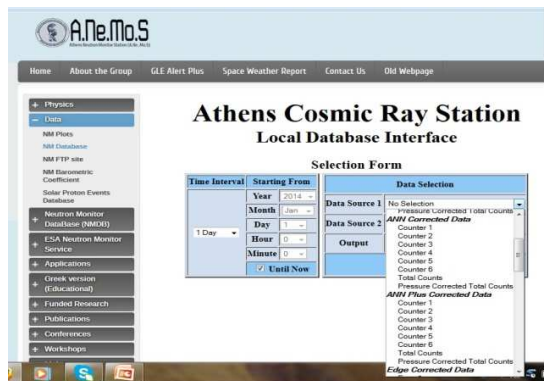 A.Ne.Mo.S
Athens Neutron Monitor Station (A.Ne. Mo.S)
Home About the Group GLE Alert Plus Space Weather Report Contact Us Old Webpage
+ Physics
- Data
NM Plots
NM Database
NM FTP site
NM Barometric
Coefficient
Solar Proton Events
Database
+ Neutron Monitor
DataBase (NMDB)
+ ESA Neutron Monitor
Service
+ Applications
+ Greek version
(Educational)
+ Funded Research
+ Publications
+ Conferences
+ Workshops
Athens Cosmic Ray Station
Local Database Interface
Selection Form
Time Interval Starting From
1 Day
Year 2014
Month Jan
Day 1
Hour 0
Minute 0
Until Now
Data Selection
Data Source 1 No Selection
Data Source 2
Output
Pressure Corrected Total Counts
ANN Corrected Data
Counter 1
Counter 2
Counter 3
Counter 4
Counter 5
Counter 6
Total Counts
Pressure Corrected Total Counts
ANN Plus Corrected Data
Counter 1
Counter 2
Counter 3
Counter 4
Counter 5
Counter 6
Total Counts
Pressure Corrected Total Counts
Edge Corrected Data